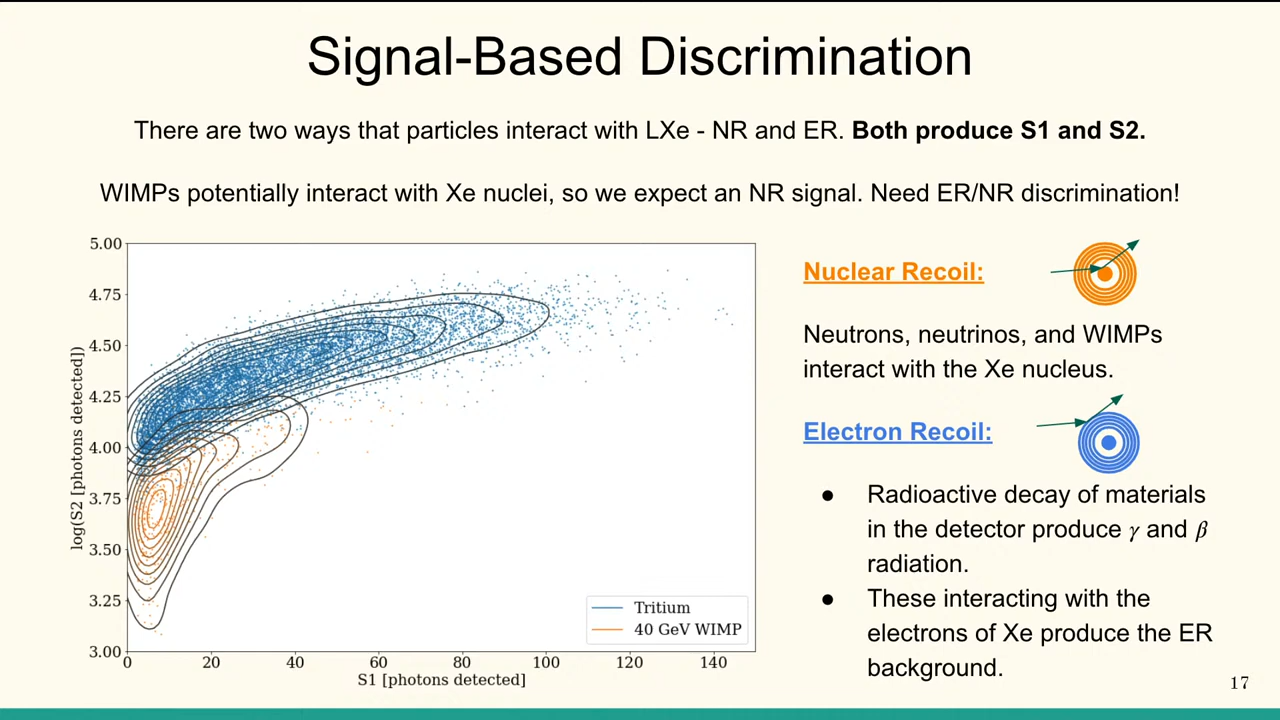 Signal-Based Discrimination
There are two ways that particles interact with LXe - NR and ER. Both produce S1 and S2.
WIMPs potentially interact with Xe nuclei, so we expect an NR signal. Need ER/NR discrimination!
5.00
4.75
4.50
4.25
4.00
3.75
3.50
3.25
3.00
log(S2 [photons detected])
0
20
40
60
80
100
120
140
S1 [photons detected]
Tritium
40 GeV WIMP
Nuclear Recoil:
Neutrons, neutrinos, and WIMPs
interact with the Xe nucleus.
Electron Recoil:
● Radioactive decay of materials
in the detector produce γ and β
radiation.
● These interacting with the
electrons of Xe produce the ER
background.
17